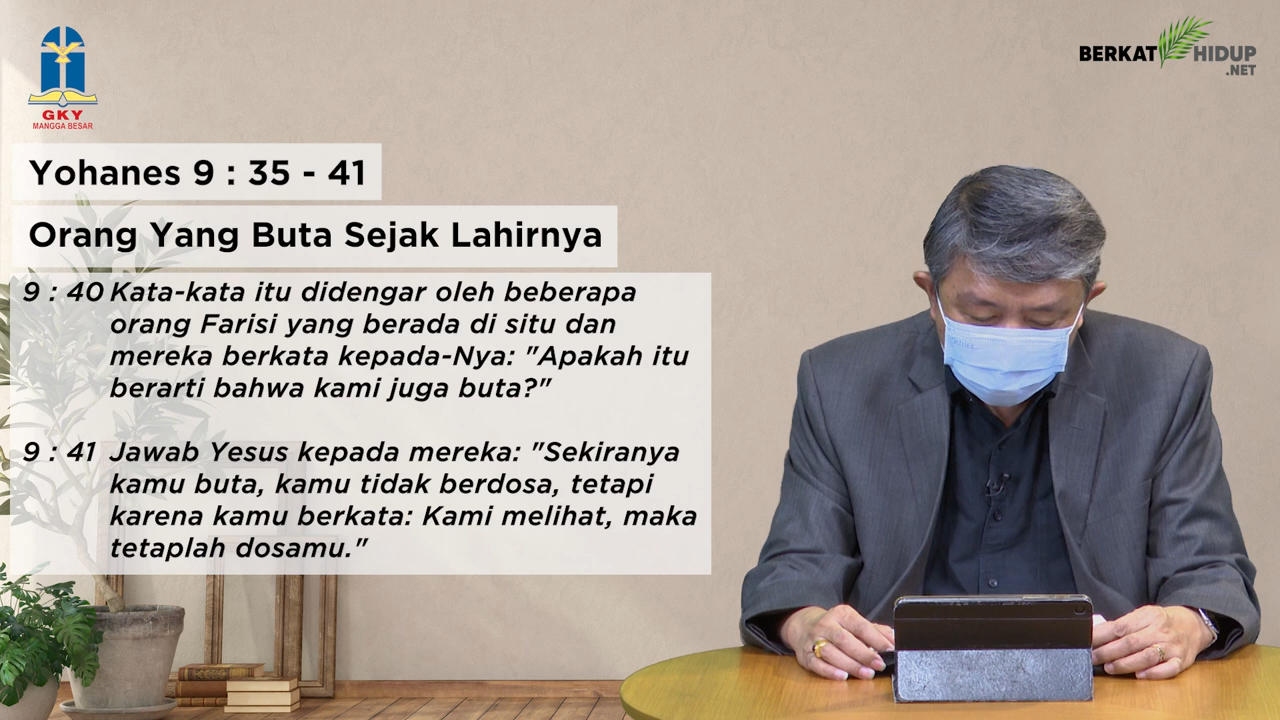 GKY
MANGGA BESAR
BERKAT HIDUP
.NET
Yohanes 9 : 35 - 41
Orang Yang Buta Sejak Lahirnya
9 : 40 Kata-kata itu didengar oleh beberapa
orang Farisi yang berada di situ dan
mereka berkata kepada-Nya: "Apakah itu
berarti bahwa kami juga buta?"
9 : 41 Jawab Yesus kepada mereka: "Sekiranya
kamu buta, kamu tidak berdosa, tetapi
karena kamu berkata: Kami melihat, maka
tetaplah dosamu."